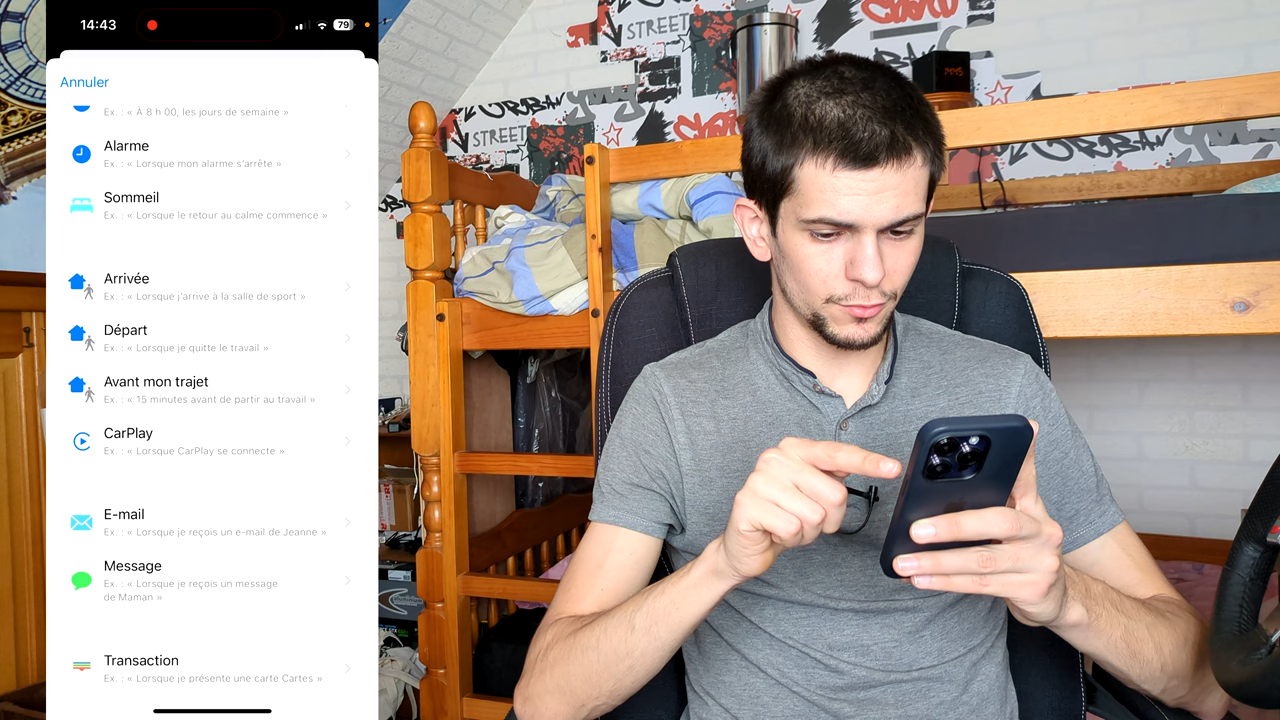 14:43
79
Annuler
Ex. : « À 8 h 00, les jours de semaine »
Alarme
Ex. : « Lorsque mon alarme s'arrête »
Sommeil
Ex. : « Lorsque le retour au calme commence »
Arrivée
Ex. : « Lorsque j'arrive à la salle de sport »
Départ
Ex. : « Lorsque je quitte le travail »
Avant mon trajet
Ex. : « 15 minutes avant de partir au travail »
CarPlay
Ex. : « Lorsque CarPlay se connecte »
E-mail
Ex. : « Lorsque je reçois un e-mail de Jeanne »
Message
Ex. : « Lorsque je reçois un message
de Maman »
Transaction
Ex. : « Lorsque je présente une carte Cartes »
STREET
URBAN
STREET